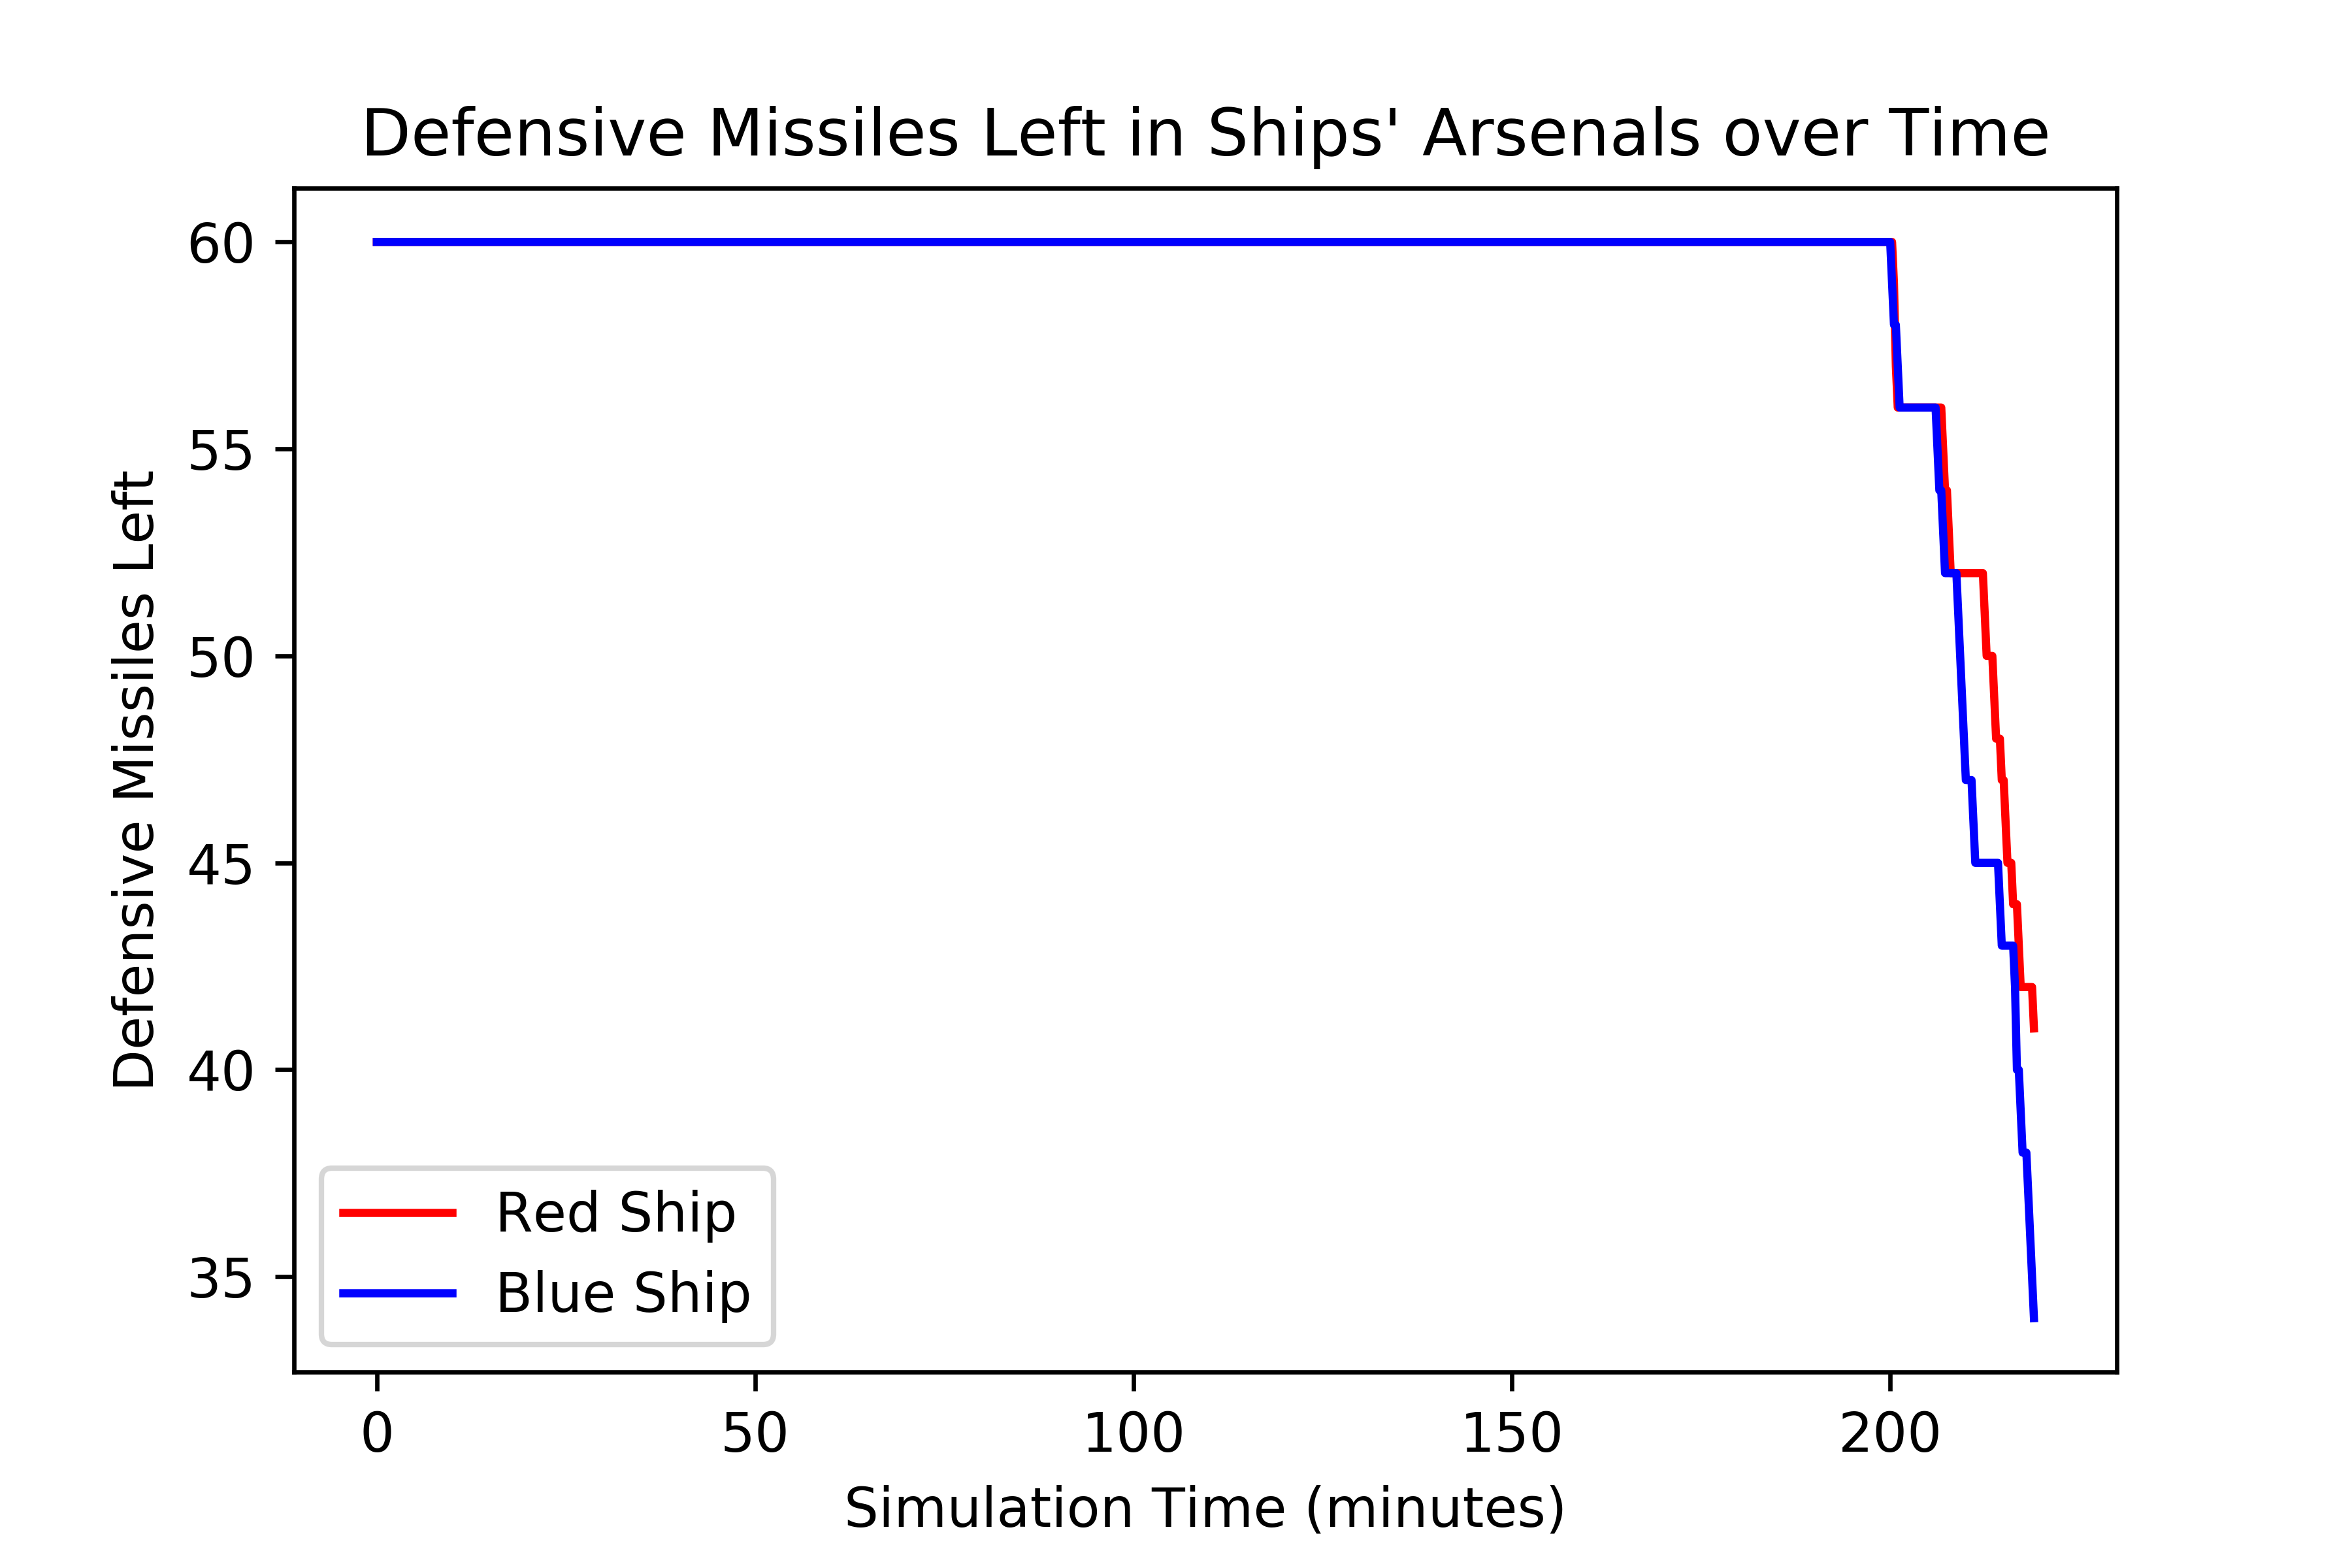 Defensive Missiles Left in Ships' Arsenals over Time
60
55
50
45
40
35
Defensive Missiles Left
Red Ship
Blue Ship
0 50 100 150 200
Simulation Time (minutes)